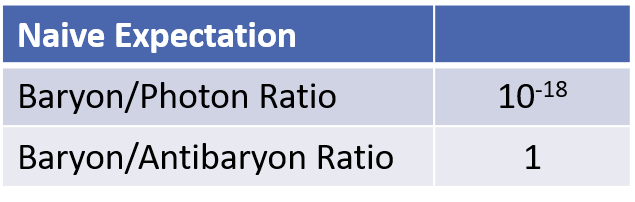 Naive Expectation
Baryon/Photon Ratio 10⁻¹⁸
Baryon/Antibaryon Ratio 1